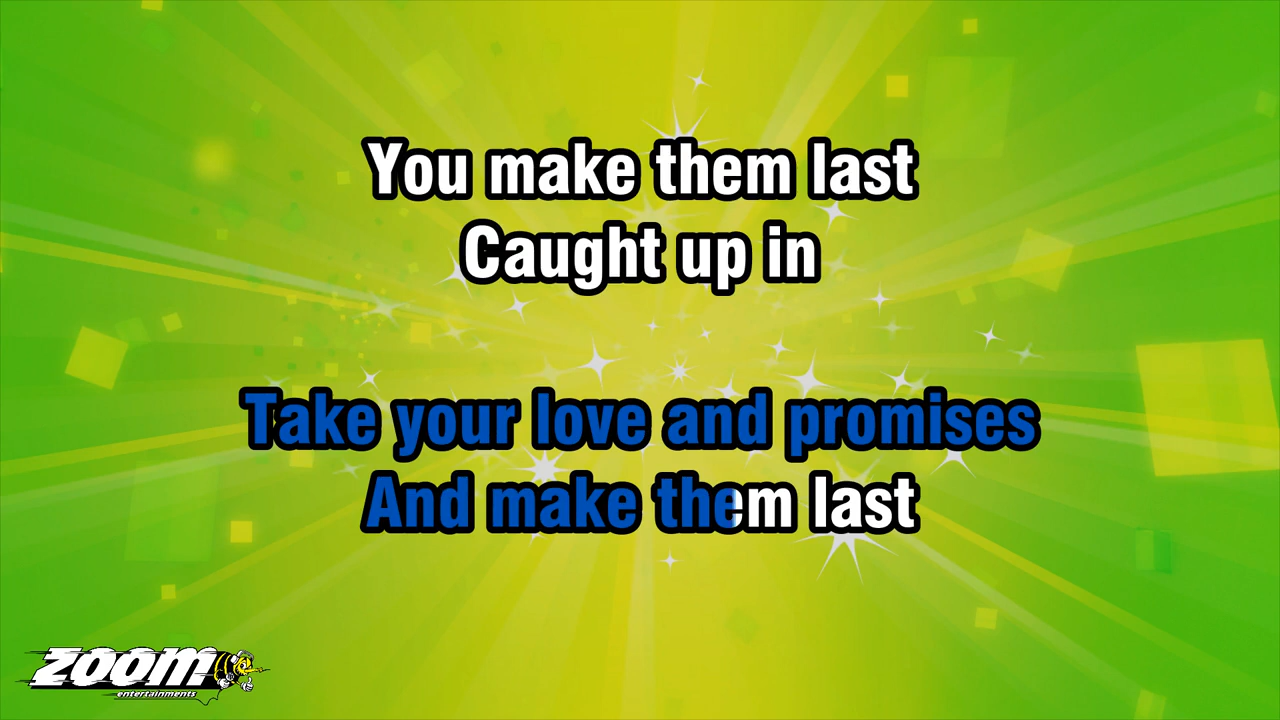 You make them last
Caught up in
Take your love and promises
And make them last
ZOOM
entertainments